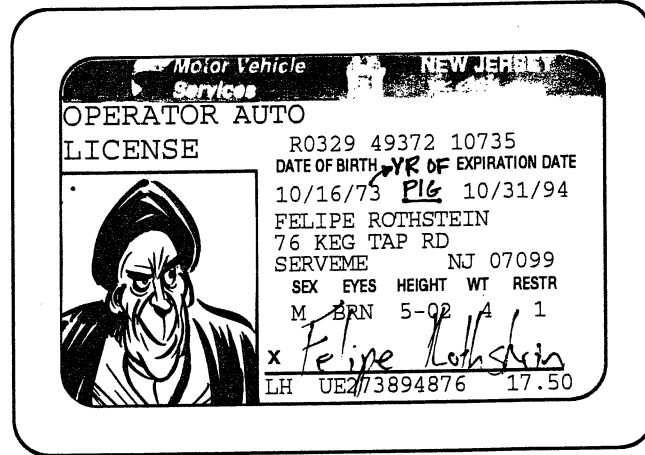 Motor Vehicle NEW JERSEY
Services
OPERATOR AUTO
LICENSE
R0329 49372 10735
DATE OF BIRTH YR OF EXPIRATION DATE
10/16/73 PIG 10/31/94
FELIPE ROTHSTEIN
76 KEG TAP RD
SERVEME NJ 07099
SEX EYES HEIGHT WT RESTR
M BRN 5-02 A 1
x Felipe Rothstein
LH UE273894876 17.50